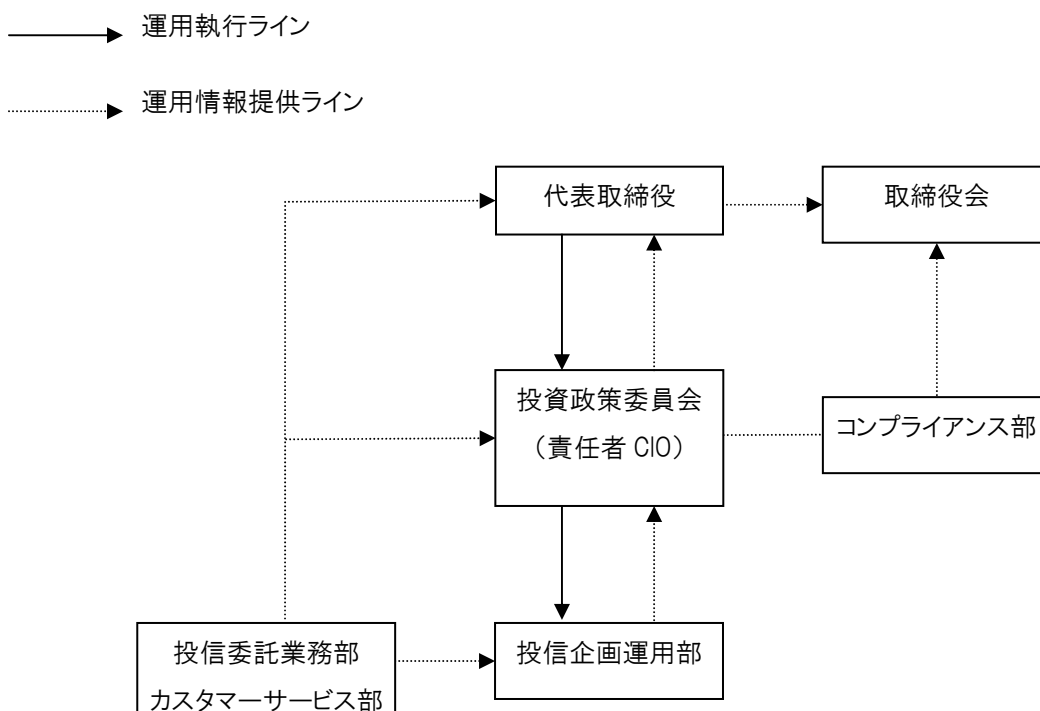 運用執行ライン
運用情報提供ライン
代表取締役
取締役会
投資政策委員会
（責任者 CIO）
コンプライアンス部
投信委託業務部
カスタマーサービス部
投信企画運用部